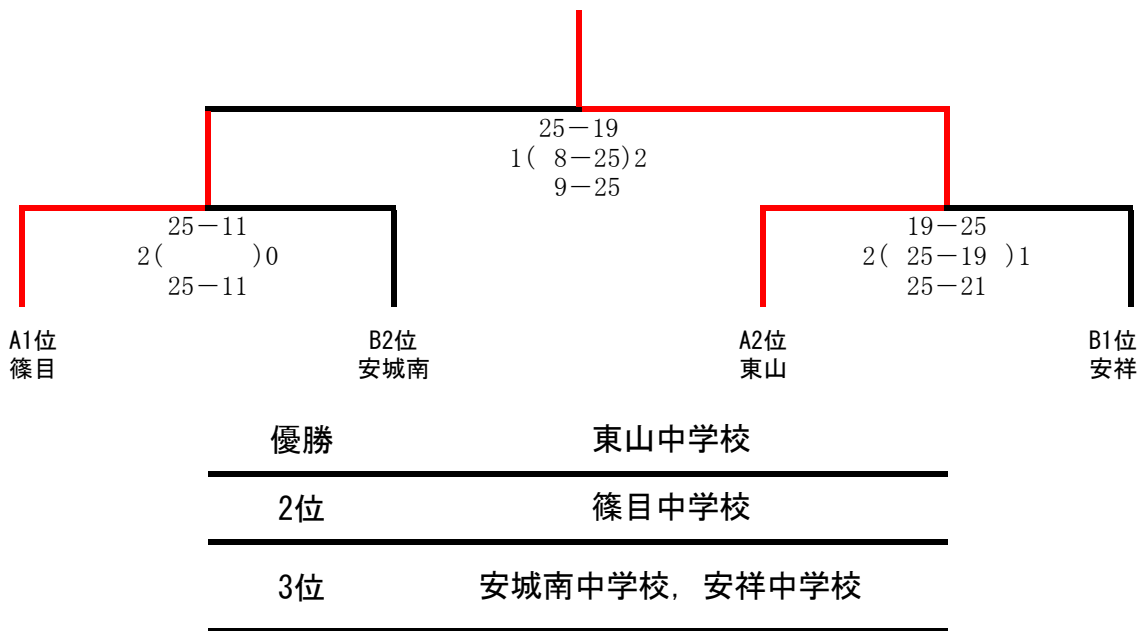 25-19
1( 8-25)2
9-25
25-11
2( )0
25-11
19-25
2( 25-19 )1
25-21
A1位
篠目
B2位
安城南
A2位
東山
B1位
安祥
優勝 東山中学校
2位 篠目中学校
3位 安城南中学校, 安祥中学校